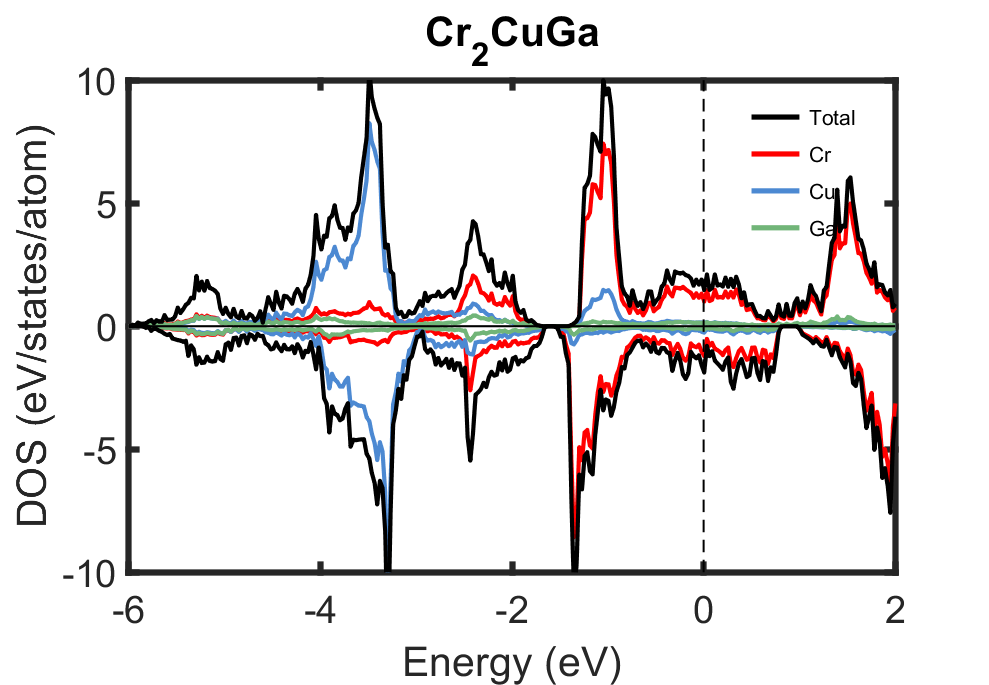 Cr2CuGa
10
5
0
-5
-10
DOS (eV/states/atom)
Total
Cr
Cu
Ga
-6 -4 -2 0 2
Energy (eV)